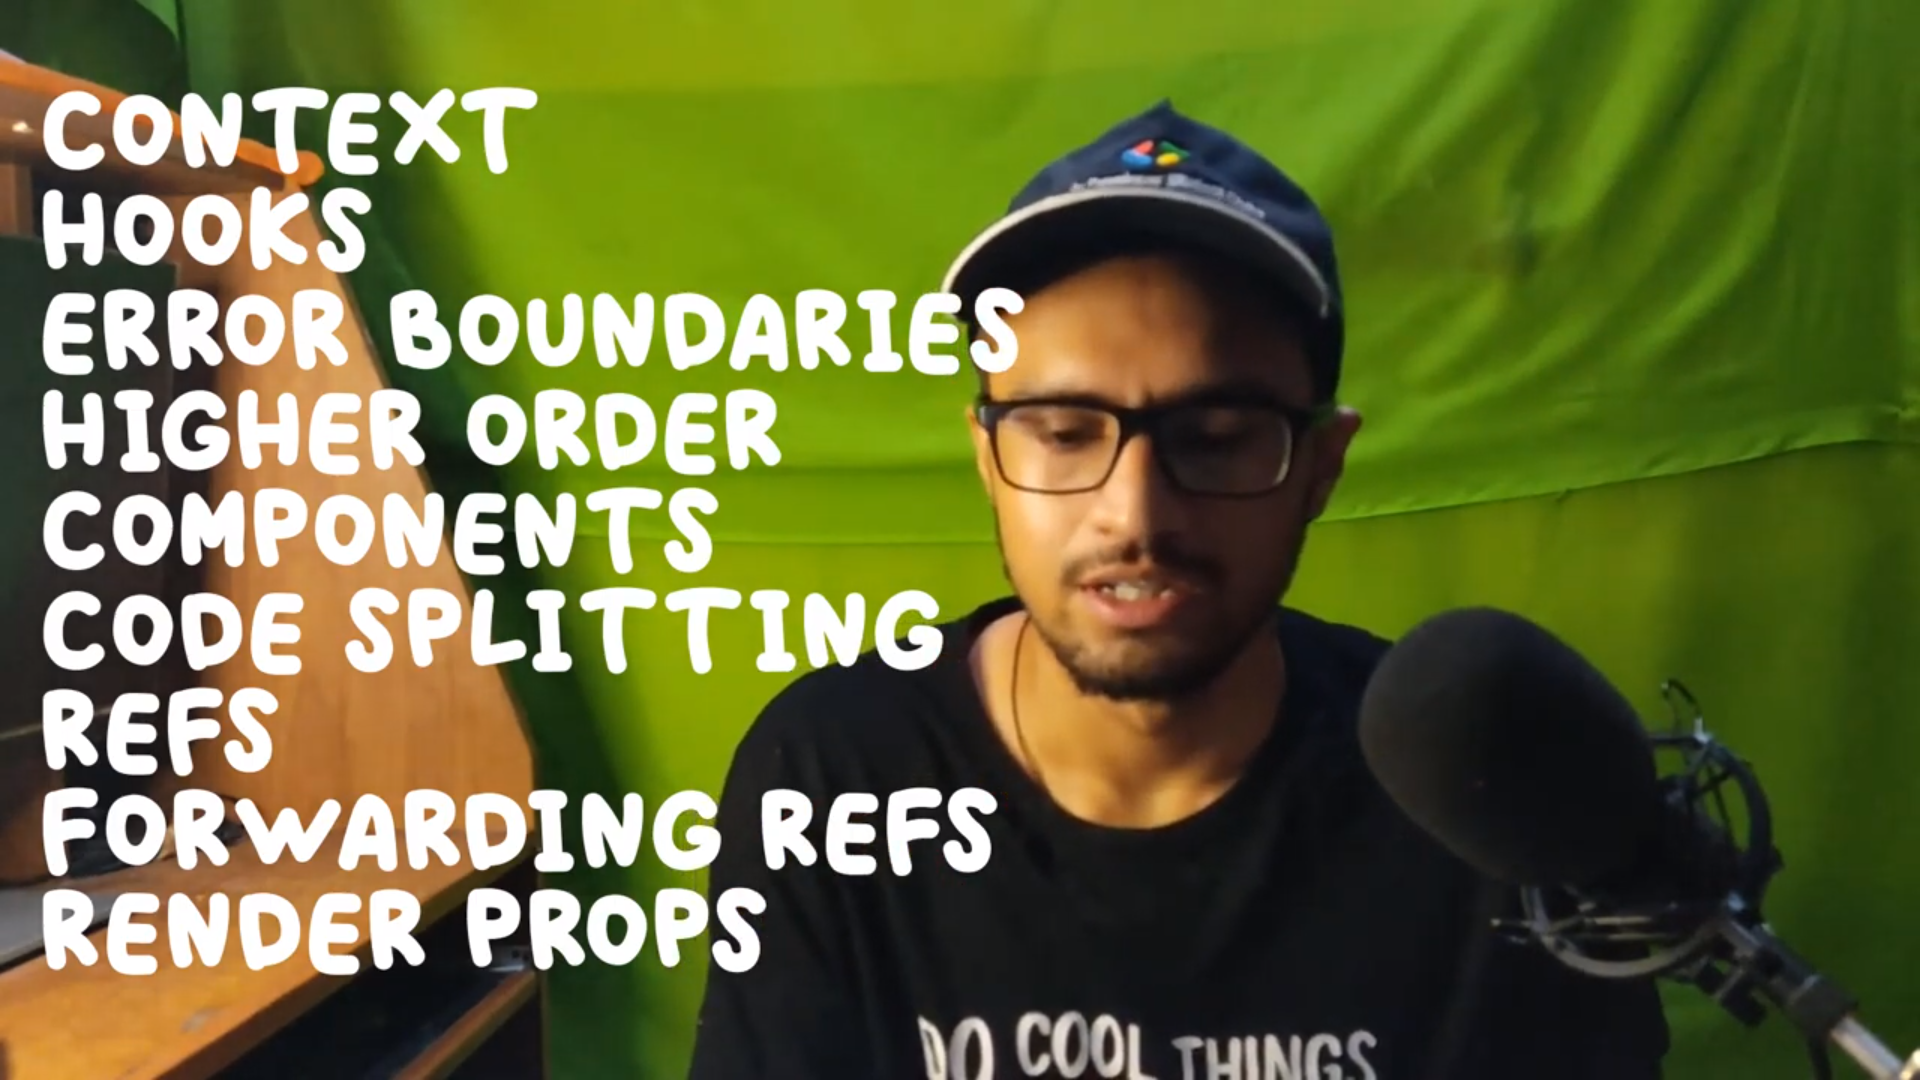 CONTEXT
HOOKS
ERROR BOUNDARIES
HIGHER ORDER
COMPONENTS
CODE SPLITTING
REFS
FORWARDING REFS
RENDER PROPS
DO COOL THINGS